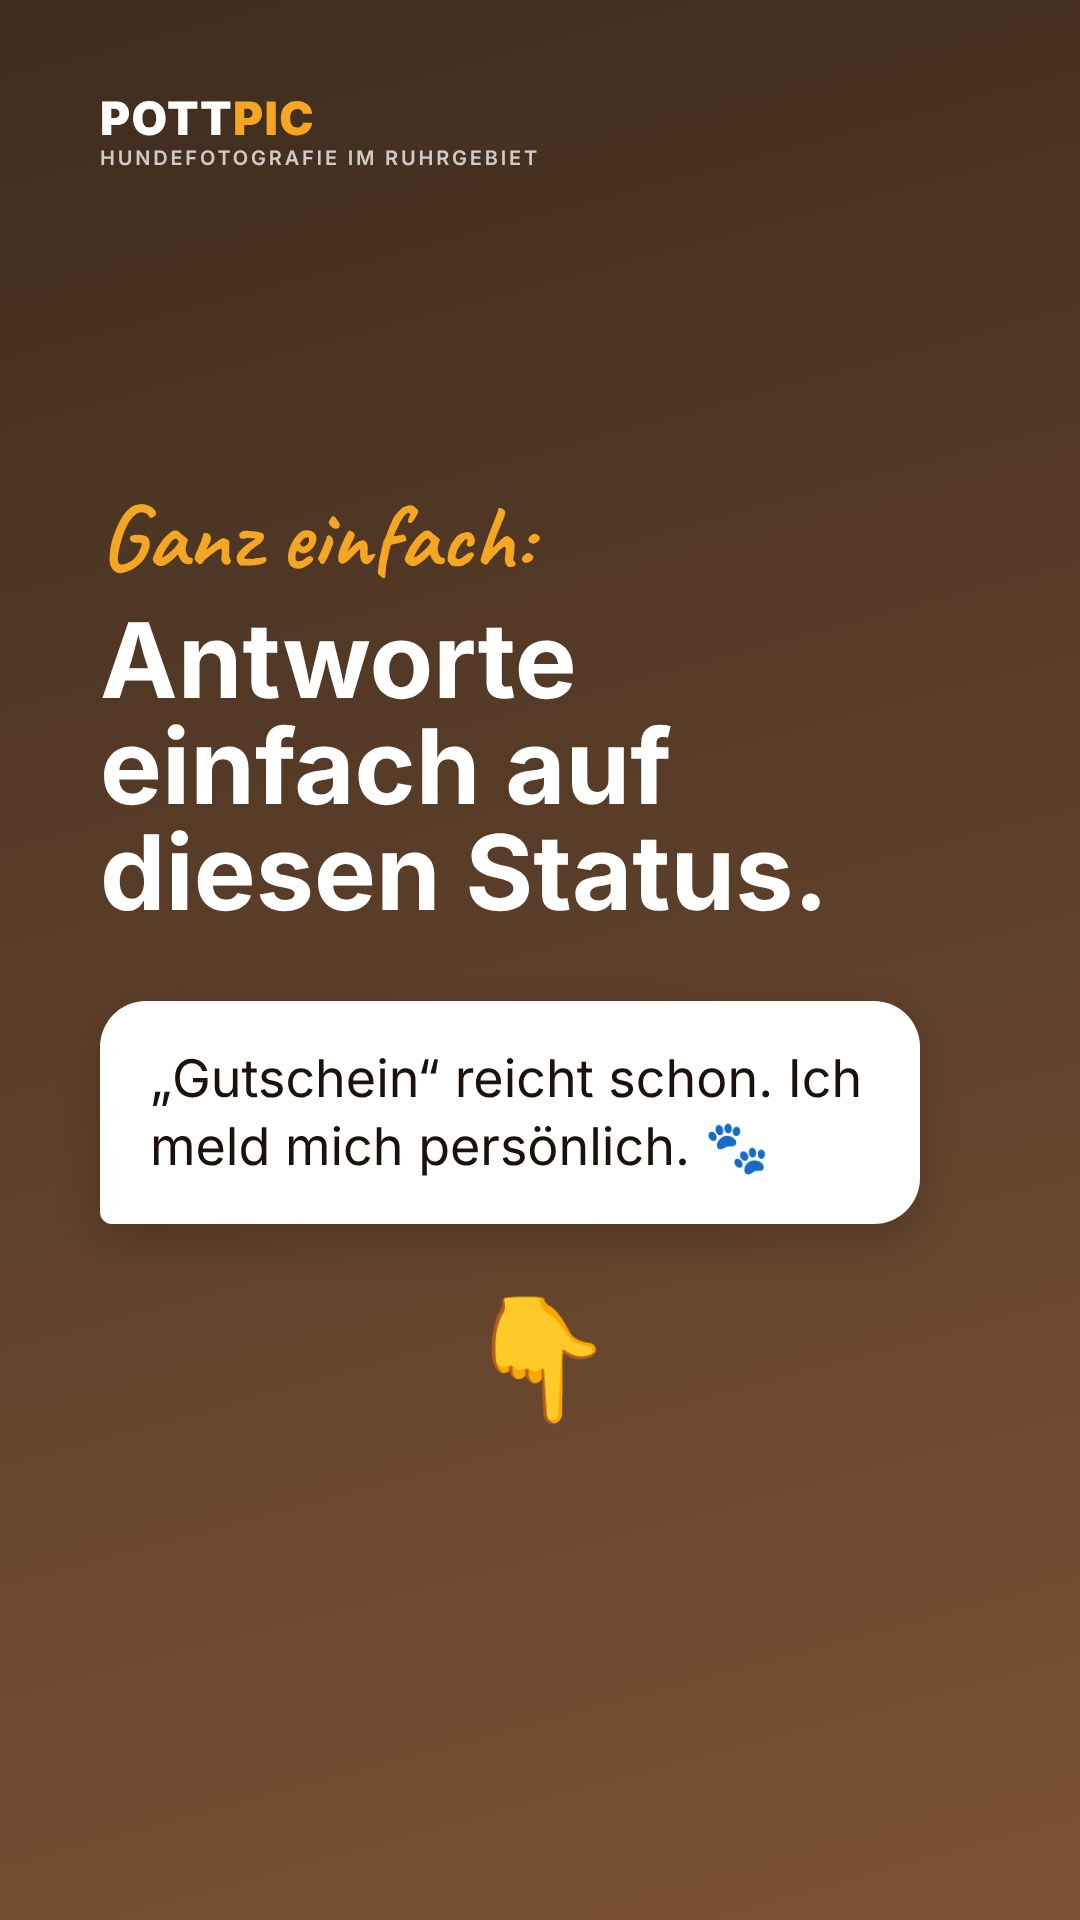 POTTPIC
HUNDEFOTOGRAFIE IM RUHRGEBIET
Ganz einfach:
Antworte
einfach auf
diesen Status.
„Gutschein“ reicht schon. Ich
meld mich persönlich. 🐾